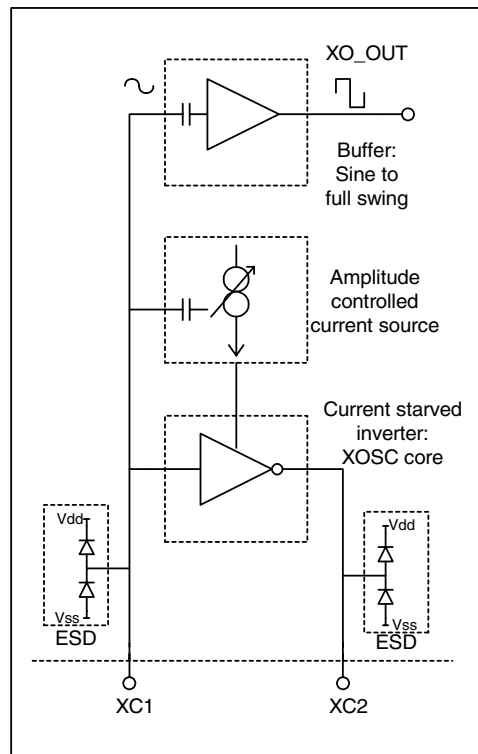 XO_OUT
Buffer:
Sine to
full swing
Amplitude
controlled
current source
Current starved
inverter:
XOSC core
Vdd
Vss
ESD
Vdd
Vss
ESD
XC1
XC2